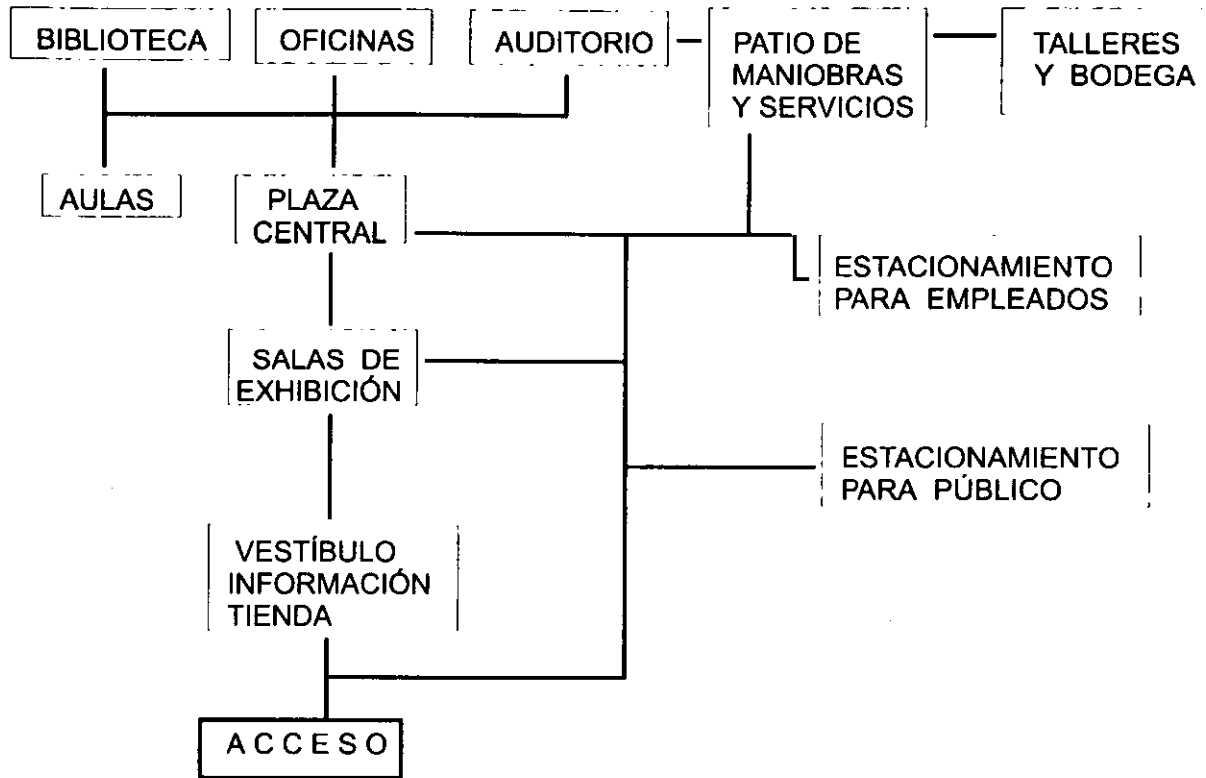 BIBLIOTECA
OFICINAS
AUDITORIO
PATIO DE
MANIOBRAS
Y SERVICIOS
TALLERES
Y BODEGA
AULAS
PLAZA
CENTRAL
ESTACIONAMIENTO
PARA EMPLEADOS
SALAS DE
EXHIBICIÓN
ESTACIONAMIENTO
PARA PÚBLICO
VESTÍBULO
INFORMACIÓN
TIENDA
ACCESO